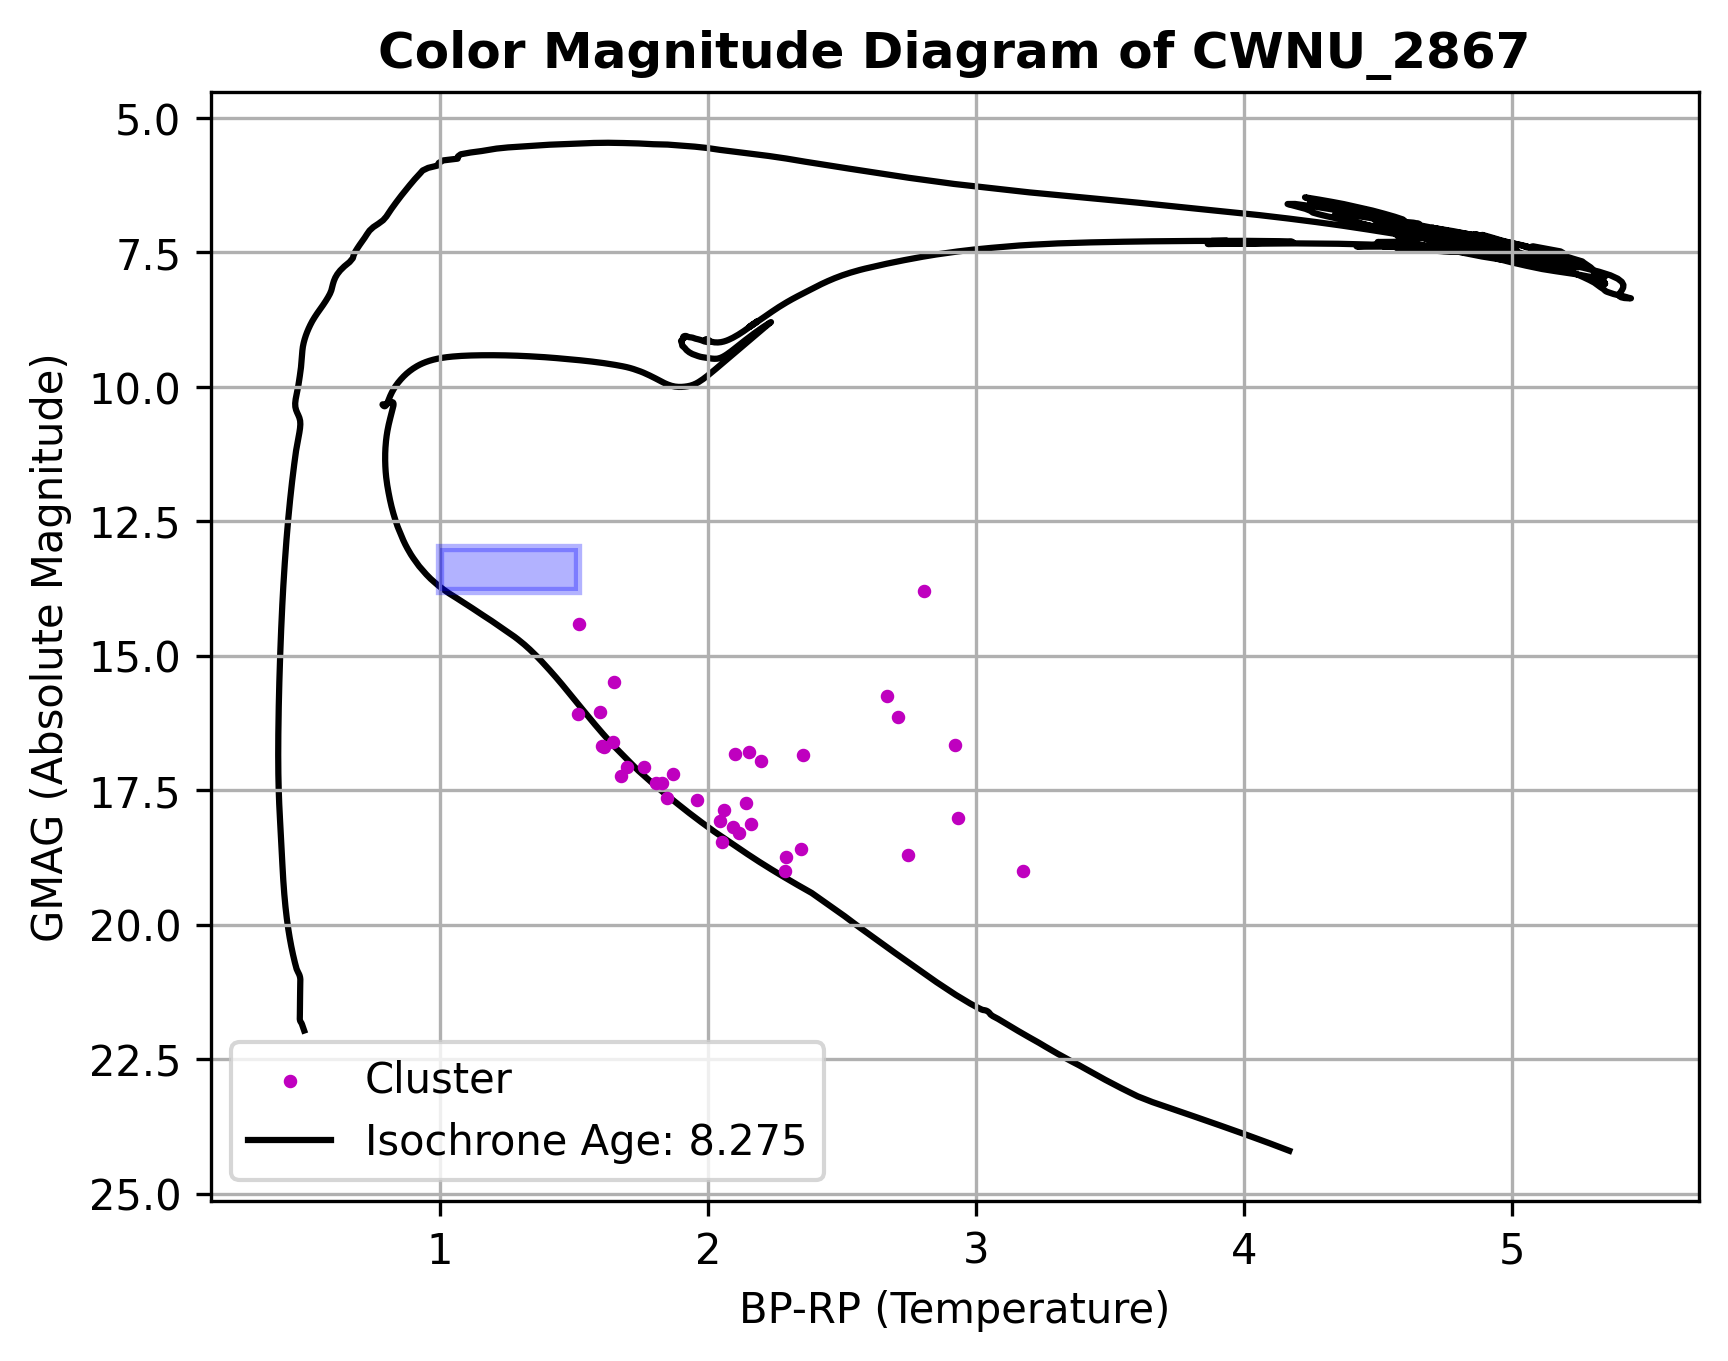 Color Magnitude Diagram of CWNU_2867
GMAG (Absolute Magnitude)
5.0
7.5
10.0
12.5
15.0
17.5
20.0
22.5
25.0
Cluster
Isochrone Age: 8.275
1 2 3 4 5
BP-RP (Temperature)